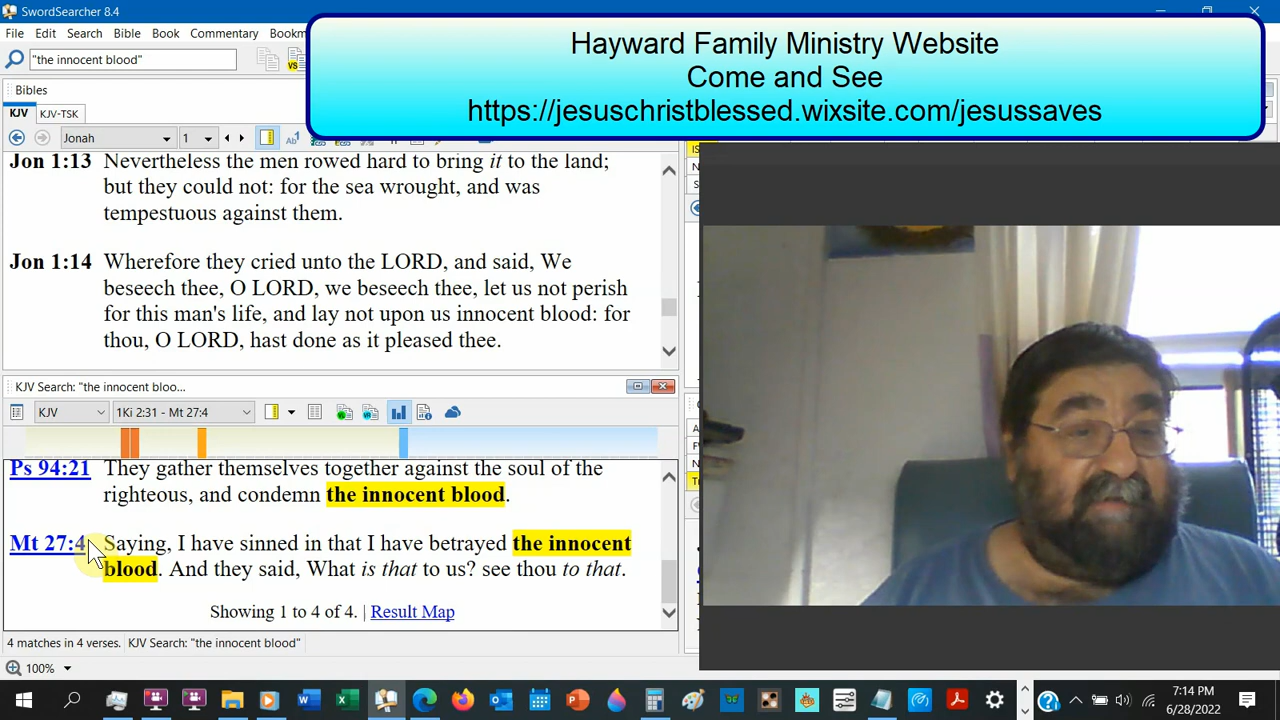 SwordSearcher 8.4
File Edit Search Bible Book Commentary Bookm
Hayward Family Ministry Website
Come and See
https://jesuschristblessed.wixsite.com/jesussaves
"the innocent blood"
VS
Bibles
KJV KJV-TSK
Jonah 1
Jon 1:13 Nevertheless the men rowed hard to bring it to the land;
but they could not: for the sea wrought, and was
tempestuous against them.
Jon 1:14 Wherefore they cried unto the LORD, and said, We
beseech thee, O LORD, we beseech thee, let us not perish
for this man's life, and lay not upon us innocent blood: for
thou, O LORD, hast done as it pleased thee.
KJV Search: "the innocent bloo...
KJV 1Ki 2:31 - Mt 27:4
Ps 94:21 They gather themselves together against the soul of the
righteous, and condemn the innocent blood.
Mt 27:4 Saying, I have sinned in that I have betrayed the innocent
blood. And they said, What is that to us? see thou to that.
Showing 1 to 4 of 4. | Result Map
4 matches in 4 verses. KJV Search: "the innocent blood"
100%
7:14 PM
6/28/2022